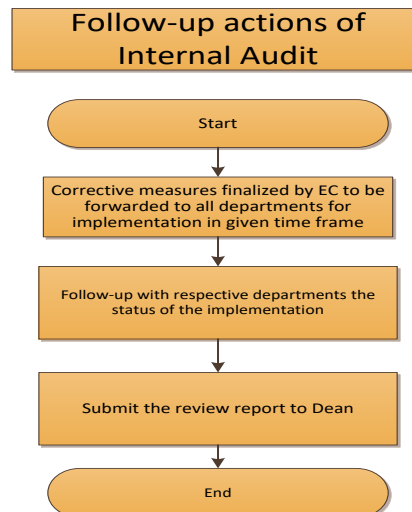 Follow-up actions of
Internal Audit
Start
Corrective measures finalized by EC to be
forwarded to all departments for
implementation in given time frame
Follow-up with respective departments the
status of the implementation
Submit the review report to Dean
End